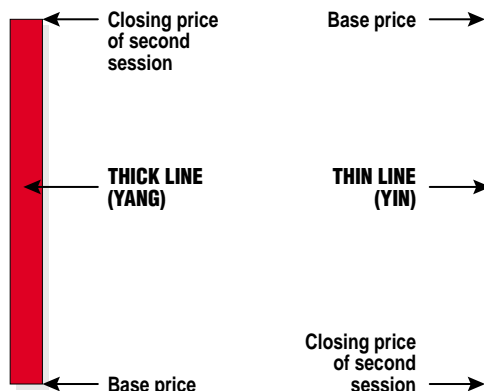 Closing price
of second
session
Base price
THICK LINE
(YANG)
THIN LINE
(YIN)
Closing price
of second
session
Base price